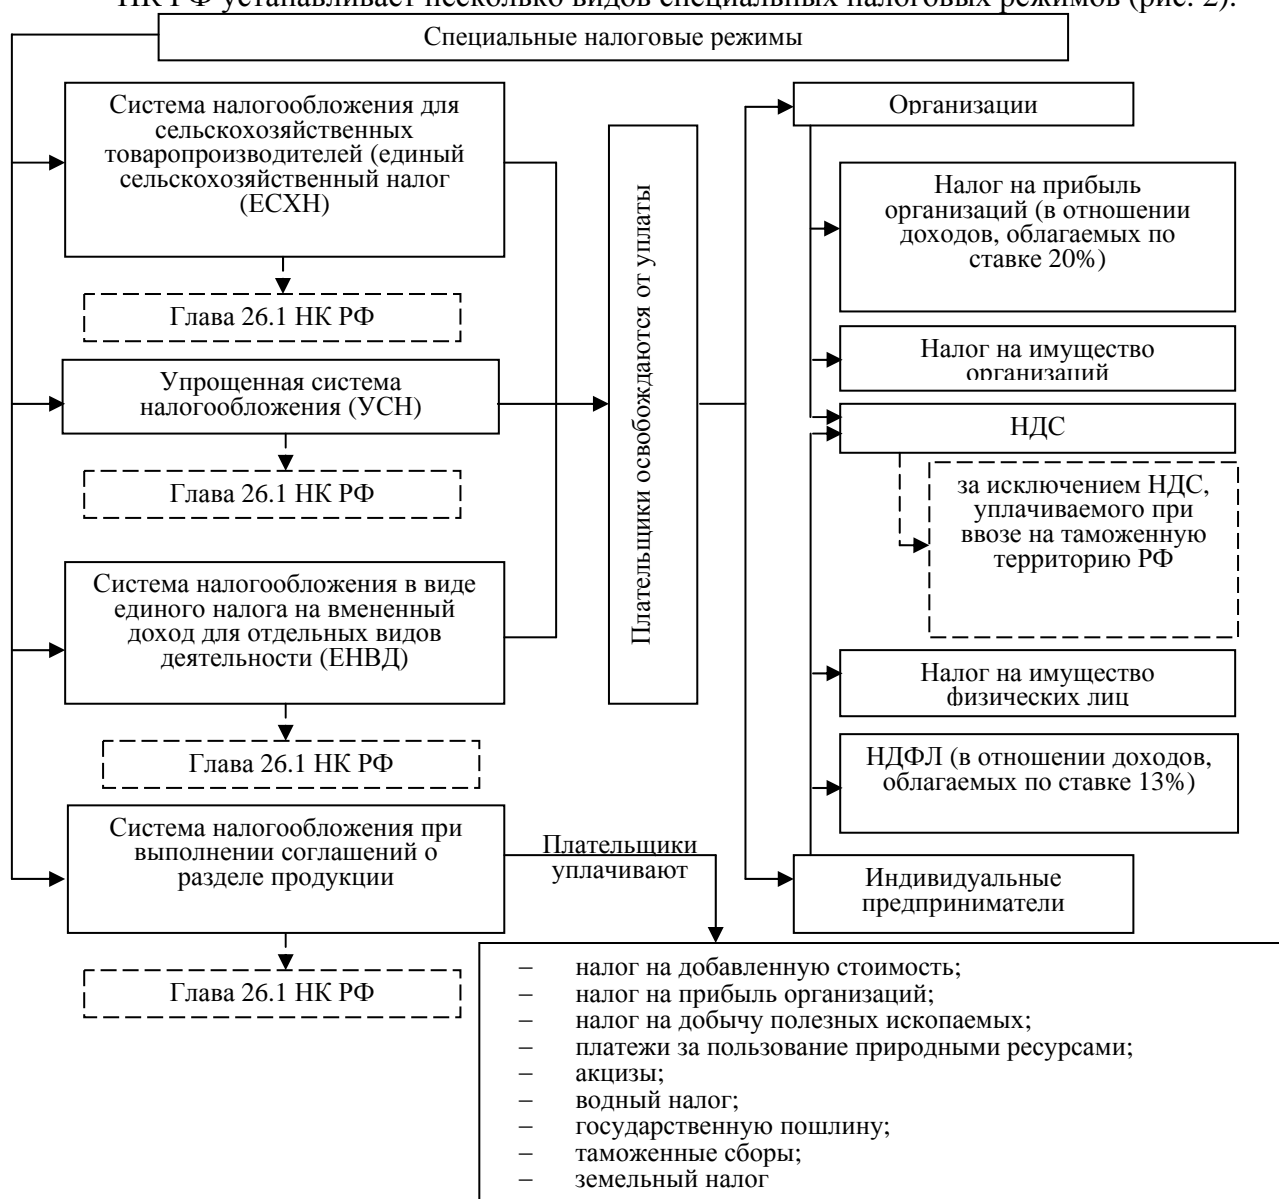 НК РФ устанавливает несколько видов специальных налоговых режимов (рис. 2).
Специальные налоговые режимы
Система налогообложения для
сельскохозяйственных
товаропроизводителей (единый
сельскохозяйственный налог
(ЕСХН)
Глава 26.1 НК РФ
Упрощенная система
налогообложения (УСН)
Глава 26.1 НК РФ
Система налогообложения в виде
единого налога на вмененный
доход для отдельных видов
деятельности (ЕНВД)
Глава 26.1 НК РФ
Система налогообложения при
выполнении соглашений о
разделе продукции
Глава 26.1 НК РФ
Плательщики освобождаются от уплаты
Организации
Налог на прибыль
организаций (в отношении
доходов, облагаемых по
ставке 20%)
Налог на имущество
организаций
НДС
за исключением НДС,
уплачиваемого при
ввозе на таможенную
территорию РФ
Налог на имущество
физических лиц
НДФЛ (в отношении доходов,
облагаемых по ставке 13%)
Индивидуальные
предприниматели
Плательщики
уплачивают
– налог на добавленную стоимость;
– налог на прибыль организаций;
– налог на добычу полезных ископаемых;
– платежи за пользование природными ресурсами;
– акцизы;
– водный налог;
– государственную пошлину;
– таможенные сборы;
– земельный налог